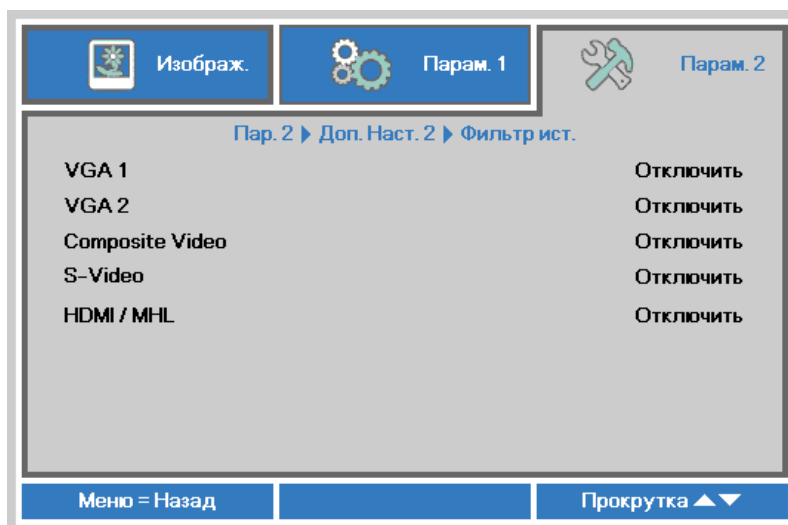 Изображ. Парам. 1 Парам. 2
Пар. 2 ▶ Доп. Наст. 2 ▶ Фильтр ист.
VGA 1 Отключить
VGA 2 Отключить
Composite Video Отключить
S-Video Отключить
HDMI / MHL Отключить
Меню = Назад Прокрутка ▲▼